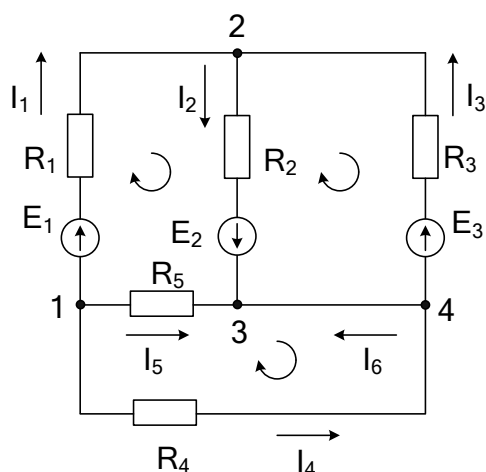 2
I₁
I₂
I₃
R₁
R₂
R₃
E₁
E₂
E₃
R₅
1
3
4
I₅
I₆
R₄
I₄